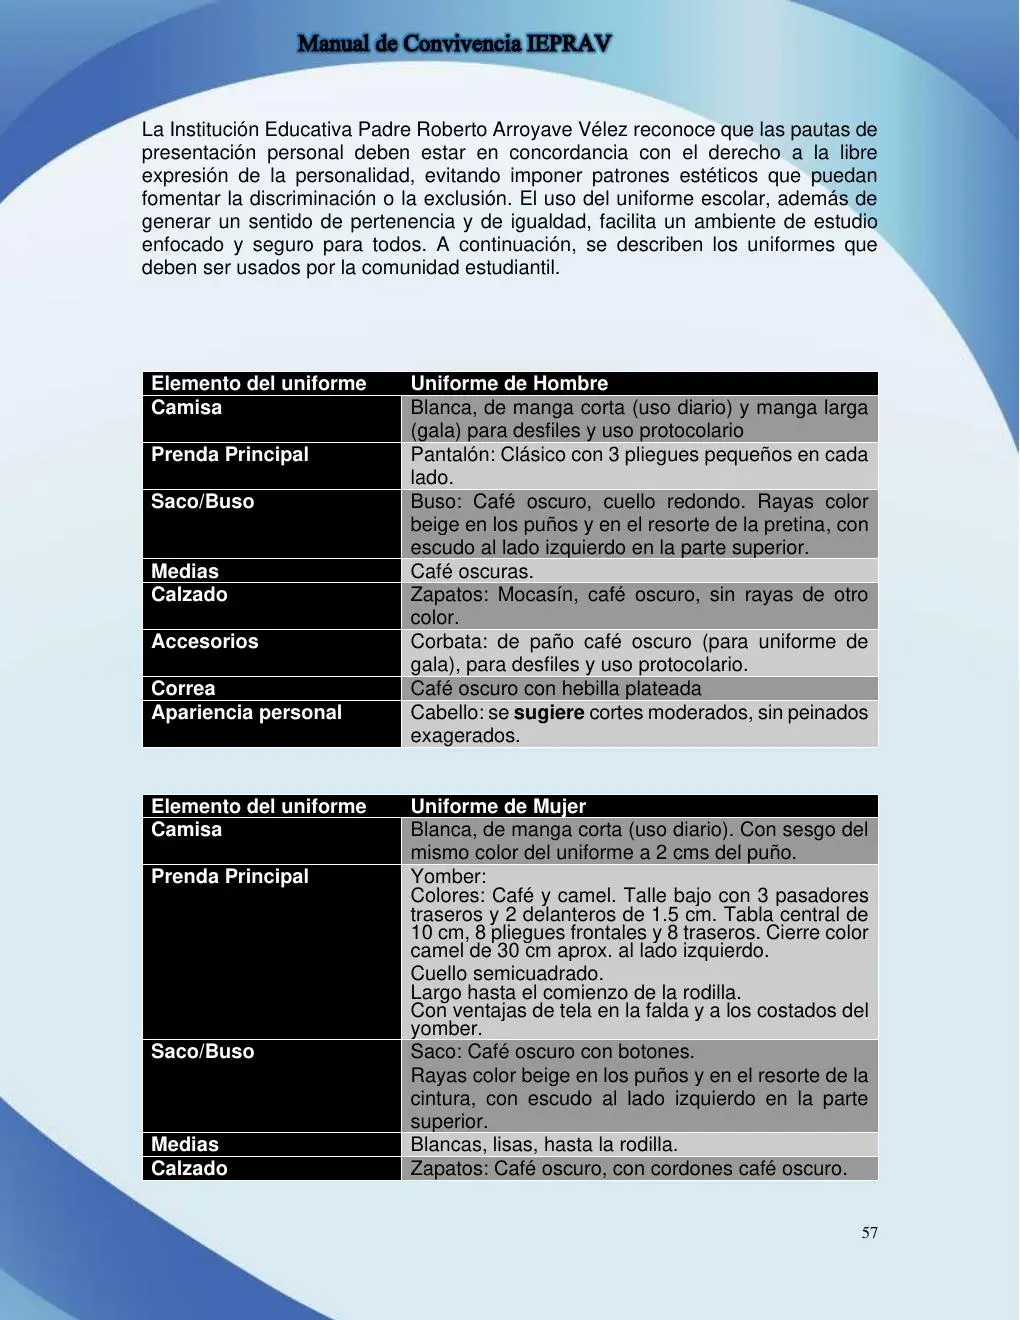 Manual de Convivencia IEPRAV
La Institución Educativa Padre Roberto Arroyave Vélez reconoce que las pautas de
presentación personal deben estar en concordancia con el derecho a la libre
expresión de la personalidad, evitando imponer patrones estéticos que puedan
fomentar la discriminación o la exclusión. El uso del uniforme escolar, además de
generar un sentido de pertenencia y de igualdad, facilita un ambiente de estudio
enfocado y seguro para todos. A continuación, se describen los uniformes que
deben ser usados por la comunidad estudiantil.
Elemento del uniforme Uniforme de Hombre
Camisa Blanca, de manga corta (uso diario) y manga larga
(gala) para desfiles y uso protocolario
Prenda Principal Pantalón: Clásico con 3 pliegues pequeños en cada
lado.
Saco/Buso Buso: Café oscuro, cuello redondo. Rayas color
beige en los puños y en el resorte de la pretina, con
escudo al lado izquierdo en la parte superior.
Medias Café oscuras.
Calzado Zapatos: Mocasín, café oscuro, sin rayas de otro
color.
Accesorios Corbata: de paño café oscuro (para uniforme de
gala), para desfiles y uso protocolario.
Correa Café oscuro con hebilla plateada
Apariencia personal Cabello: se sugiere cortes moderados, sin peinados
exagerados.
Elemento del uniforme Uniforme de Mujer
Camisa Blanca, de manga corta (uso diario). Con sesgo del
mismo color del uniforme a 2 cms del puño.
Prenda Principal Yomber:
Colores: Café y camel. Talle bajo con 3 pasadores
traseros y 2 delanteros de 1.5 cm. Tabla central de
10 cm, 8 pliegues frontales y 8 traseros. Cierre color
camel de 30 cm aprox. al lado izquierdo.
Cuello semicuadrado.
Largo hasta el comienzo de la rodilla.
Con ventajas de tela en la falda y a los costados del
yomber.
Saco/Buso Saco: Café oscuro con botones.
Rayas color beige en los puños y en el resorte de la
cintura, con escudo al lado izquierdo en la parte
superior.
Medias Blancas, lisas, hasta la rodilla.
Calzado Zapatos: Café oscuro, con cordones café oscuro.
57